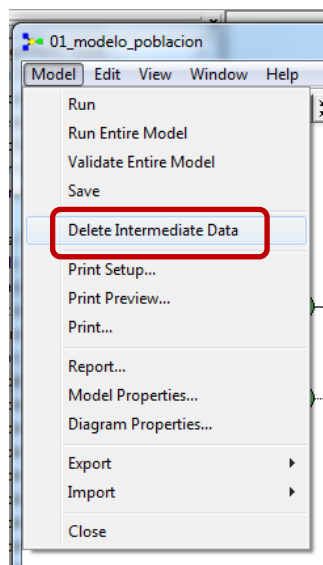 01_modelo_poblacion
Model Edit View Window Help
Run
Run Entire Model
Validate Entire Model
Save
Delete Intermediate Data
Print Setup...
Print Preview...
Print...
Report...
Model Properties...
Diagram Properties...
Export
Import
Close